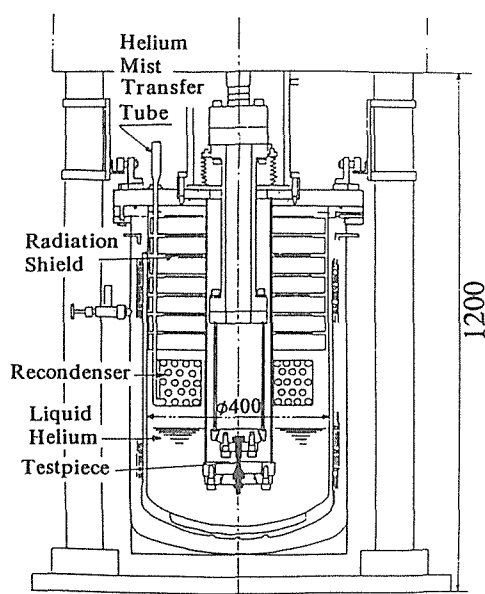 Helium
Mist
Transfer
Tube
Radiation
Shield
1200
Recondenser
ϕ400
Liquid
Helium
Testpiece